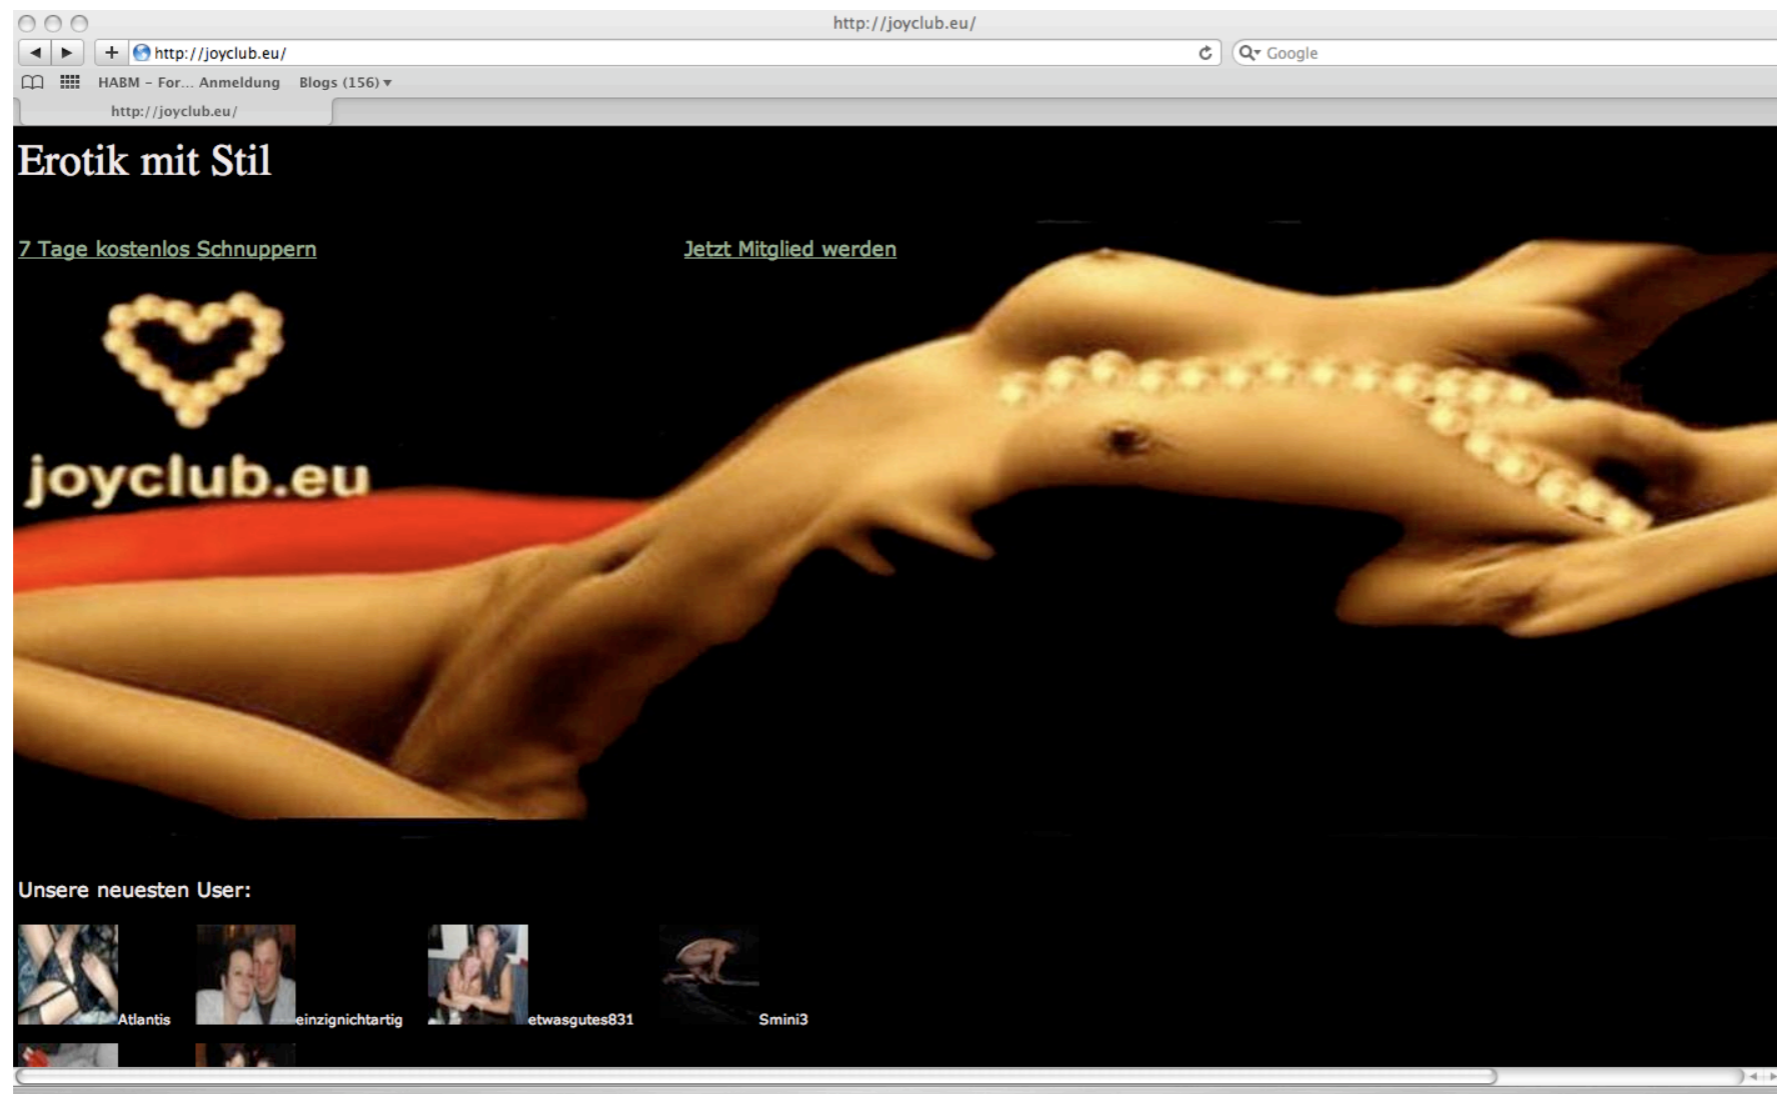 http://joyclub.eu/
http://joyclub.eu/
Google
HABM – For... Anmeldung Blogs (156)
http://joyclub.eu/
Erotik mit Stil
7 Tage kostenlos Schnuppern
Jetzt Mitglied werden
joyclub.eu
Unsere neuesten User:
Atlantis einzignichtartig etwasgutes831 Smini3